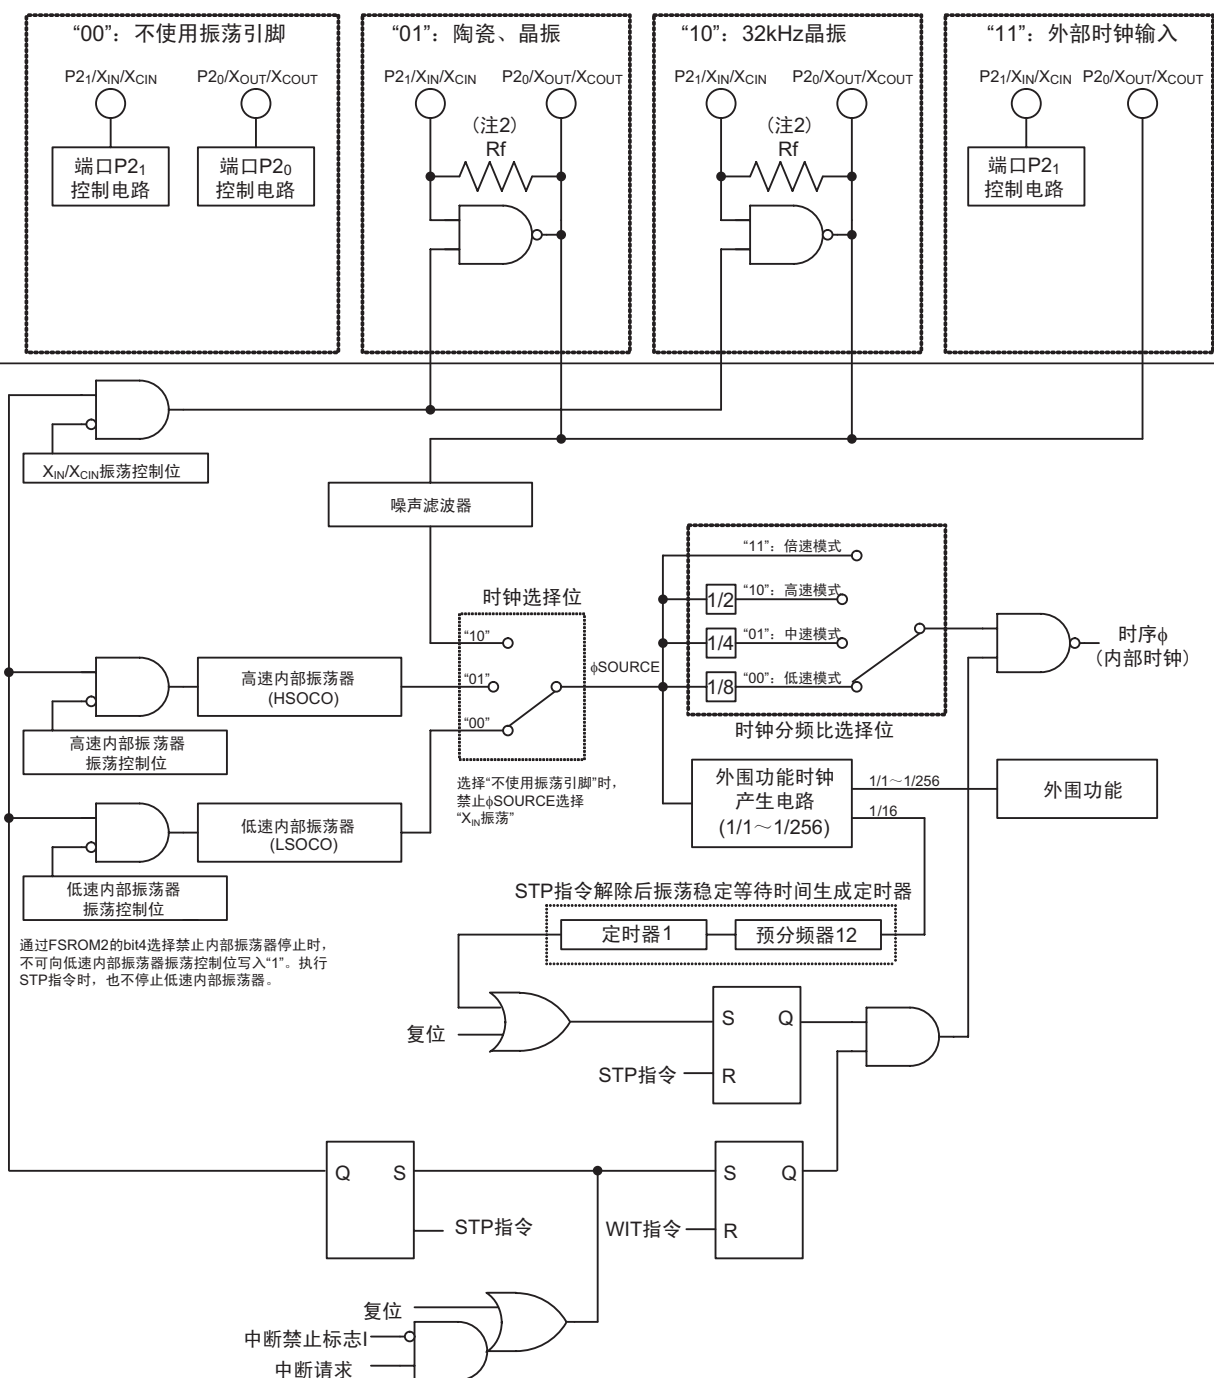 “00”：不使用振荡引脚
P21/XIN/XCIN
P20/XOUT/XCOUT
端口P21
控制电路
端口P20
控制电路
“01”：陶瓷、晶振
P21/XIN/XCIN
P20/XOUT/XCOUT
（注2）
Rf
“10”：32kHz晶振
P21/XIN/XCIN
P20/XOUT/XCOUT
（注2）
Rf
“11”：外部时钟输入
P21/XIN/XCIN
P20/XOUT/XCOUT
端口P21
控制电路
XIN/XCIN振荡控制位
噪声滤波器
时钟选择位
“10”
“01”
“00”
φSOURCE
“11”：倍速模式
1/2
“10”：高速模式
1/4
“01”：中速模式
1/8
“00”：低速模式
时钟分频比选择位
时序φ
（内部时钟）
高速内部振荡器
(HSOCO)
高速内部振荡器
振荡控制位
选择“不使用振荡引脚”时，
禁止φSOURCE选择
“XIN振荡”
外围功能时钟
产生电路
(1/1～1/256)
1/1～1/256
1/16
外围功能
低速内部振荡器
(LSOCO)
低速内部振荡器
振荡控制位
通过FSROM2的bit4选择禁止内部振荡器停止时，
不可向低速内部振荡器振荡控制位写入“1”。执行
STP指令时，也不停止低速内部振荡器。
STP指令解除后振荡稳定等待时间生成定时器
定时器1
预分频器12
复位
S
Q
STP指令
R
Q
S
STP指令
S
Q
WIT指令
R
复位
中断禁止标志I
中断请求